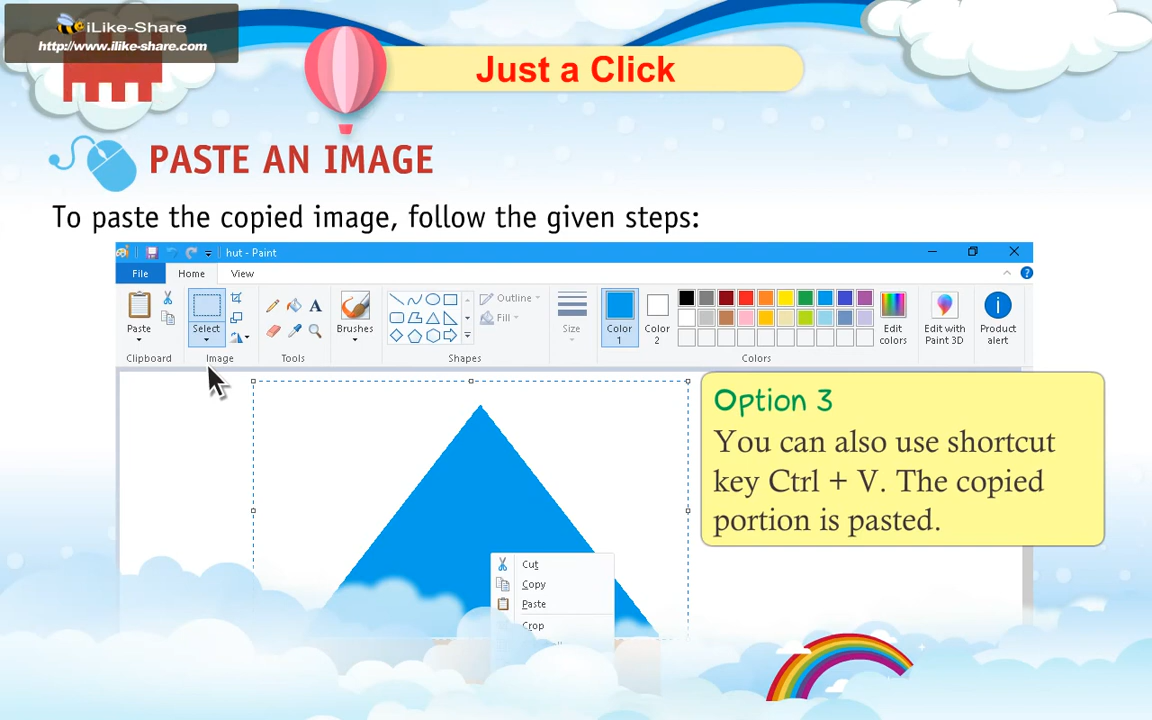 iLike-Share
http://www.ilike-share.com
Just a Click
PASTE AN IMAGE
To paste the copied image, follow the given steps:
hut - Paint
File Home View
Paste
Select
Brushes
Outline
Fill
Size
Color 1
Color 2
Edit colors
Edit with Paint 3D
Product alert
Clipboard Image Tools Shapes Colors
Option 3
You can also use shortcut
key Ctrl + V. The copied
portion is pasted.
Cut
Copy
Paste
Crop